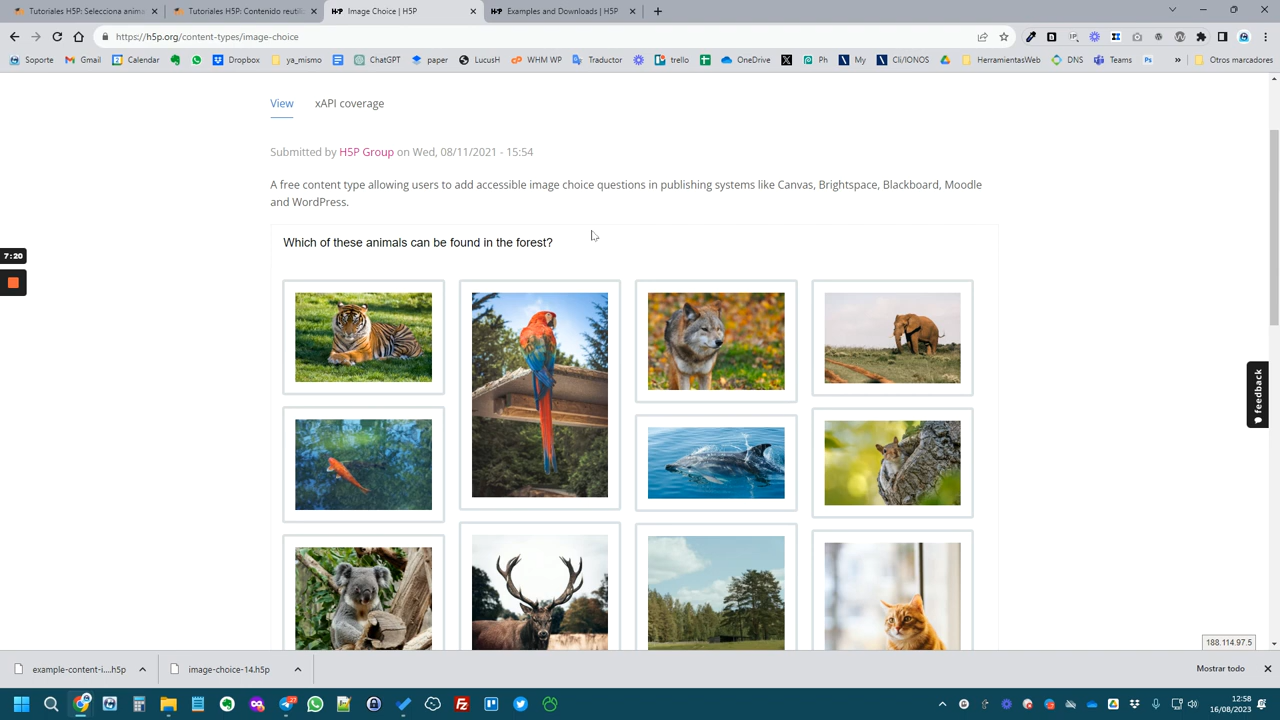 Tutoriales H5P: Selecciona anim
Tutoriales H5P: Contenido reutili
H-P Image Choice | H5P
H-P Examples and Downloads | H5P
https://h5p.org/content-types/image-choice
Soporte
Gmail
Calendar
Dropbox
ya_mismo
ChatGPT
paper
LucusH
WHM WP
Traductor
trello
OneDrive
Ph
My
Cli/IONOS
HerramientasWeb
DNS
Teams
Ps
»
Otros marcadores
View
xAPI coverage
Submitted by H5P Group on Wed, 08/11/2021 - 15:54
A free content type allowing users to add accessible image choice questions in publishing systems like Canvas, Brightspace, Blackboard, Moodle
and WordPress.
Which of these animals can be found in the forest?
7:20
feedback
188.114.97.5
example-content-i....h5p
image-choice-14.h5p
Mostrar todo
12:58
16/08/2023